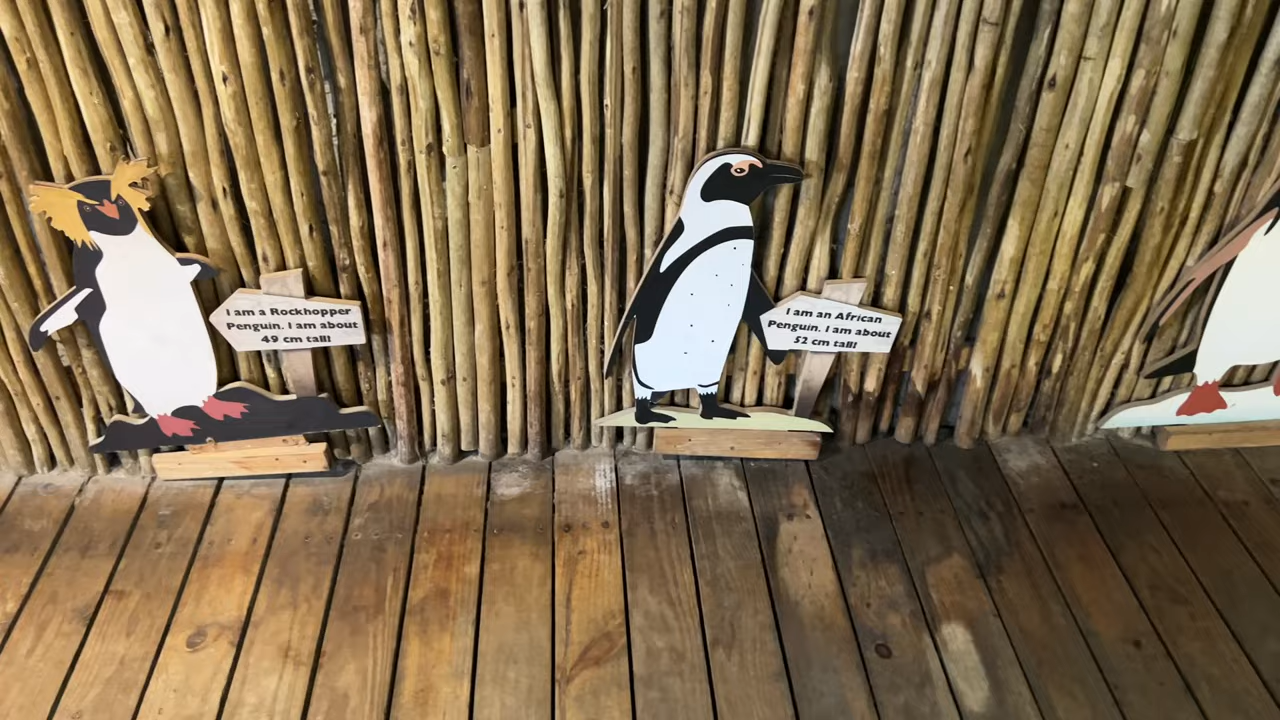 I am a Rockhopper
Penguin. I am about
49 cm tall!
I am an African
Penguin. I am about
52 cm tall!